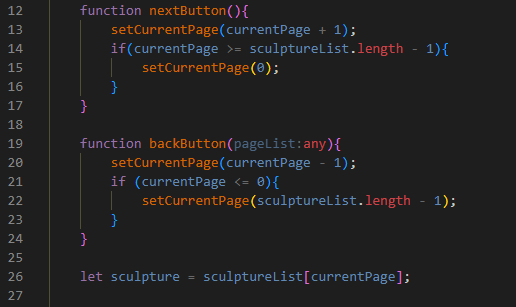 12 function nextButton(){
13 setCurrentPage(currentPage + 1);
14 if(currentPage >= sculptureList.length - 1){
15 setCurrentPage(0);
16 }
17 }
18
19 function backButton(pageList:any){
20 setCurrentPage(currentPage - 1);
21 if (currentPage <= 0){
22 setCurrentPage(sculptureList.length - 1);
23 }
24 }
25
26 let sculpture = sculptureList[currentPage];
27